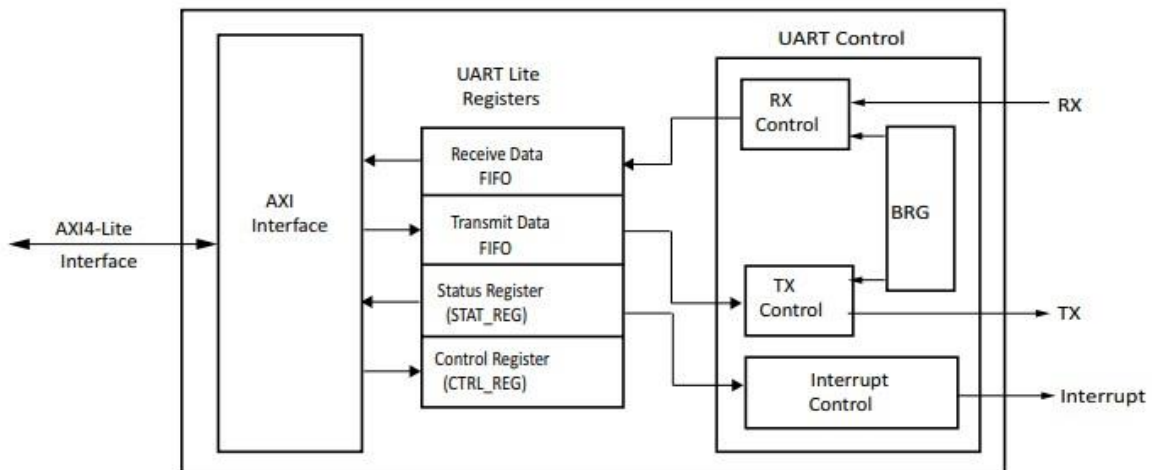 UART Control
UART Lite
Registers
RX
Control
RX
Receive Data
FIFO
AXI
Interface
Transmit Data
FIFO
BRG
AXI4-Lite
Interface
Status Register
(STAT_REG)
TX
Control
TX
Control Register
(CTRL_REG)
Interrupt
Control
Interrupt